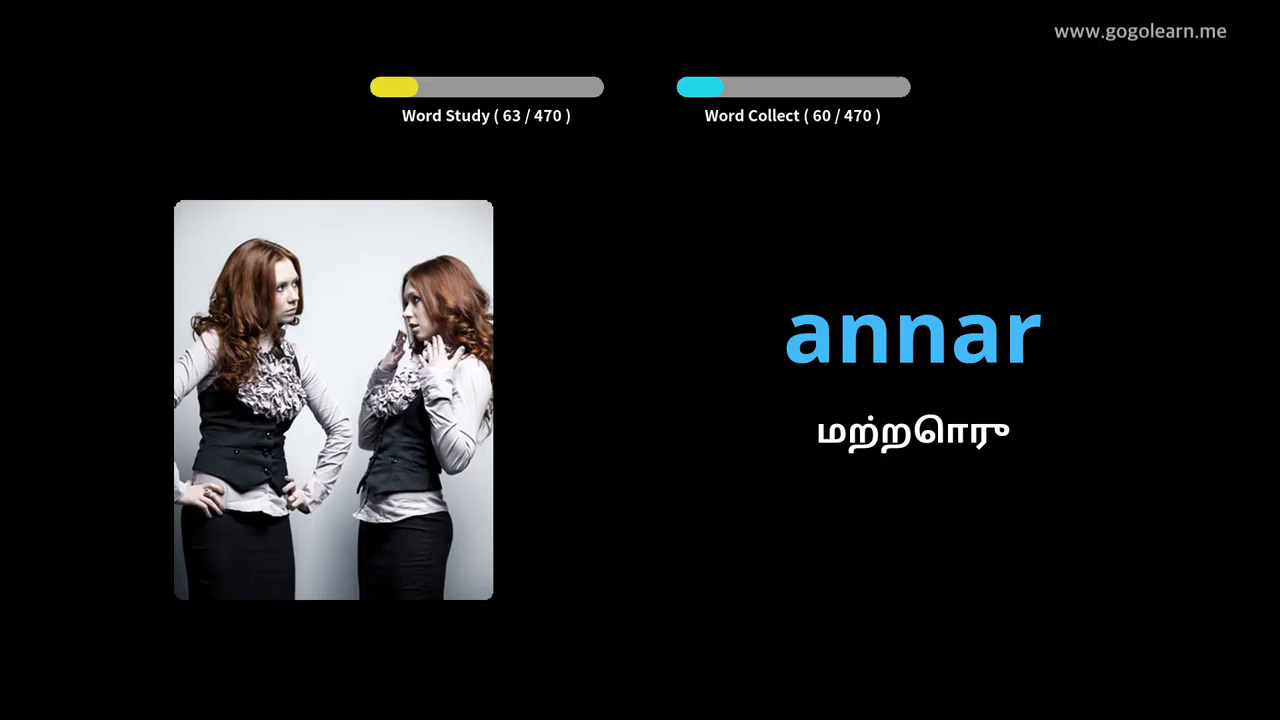 www.gogolearn.me
Word Study ( 63 / 470 )
Word Collect ( 60 / 470 )
annar
மற்றொரு